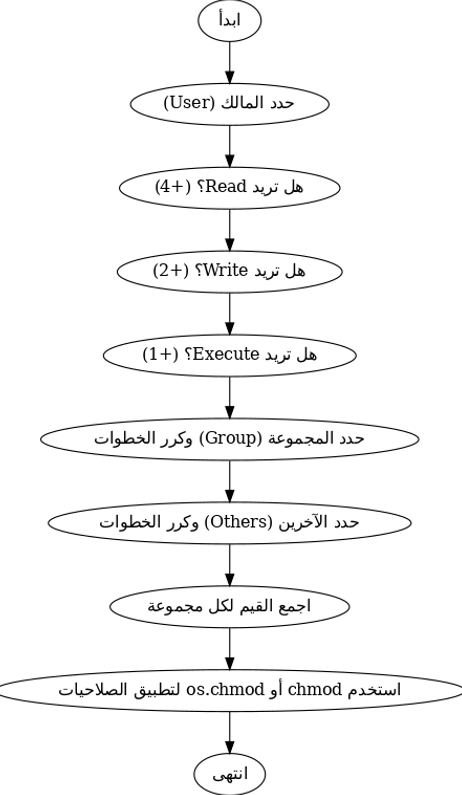 ابدأ
حدد المالك (User)
هل تريد Read؟ (+4)
هل تريد Write؟ (+2)
هل تريد Execute؟ (+1)
حدد المجموعة (Group) وكرر الخطوات
حدد الآخرين (Others) وكرر الخطوات
اجمع القيم لكل مجموعة
استخدم chmod أو os.chmod لتطبيق الصلاحيات
انتهى